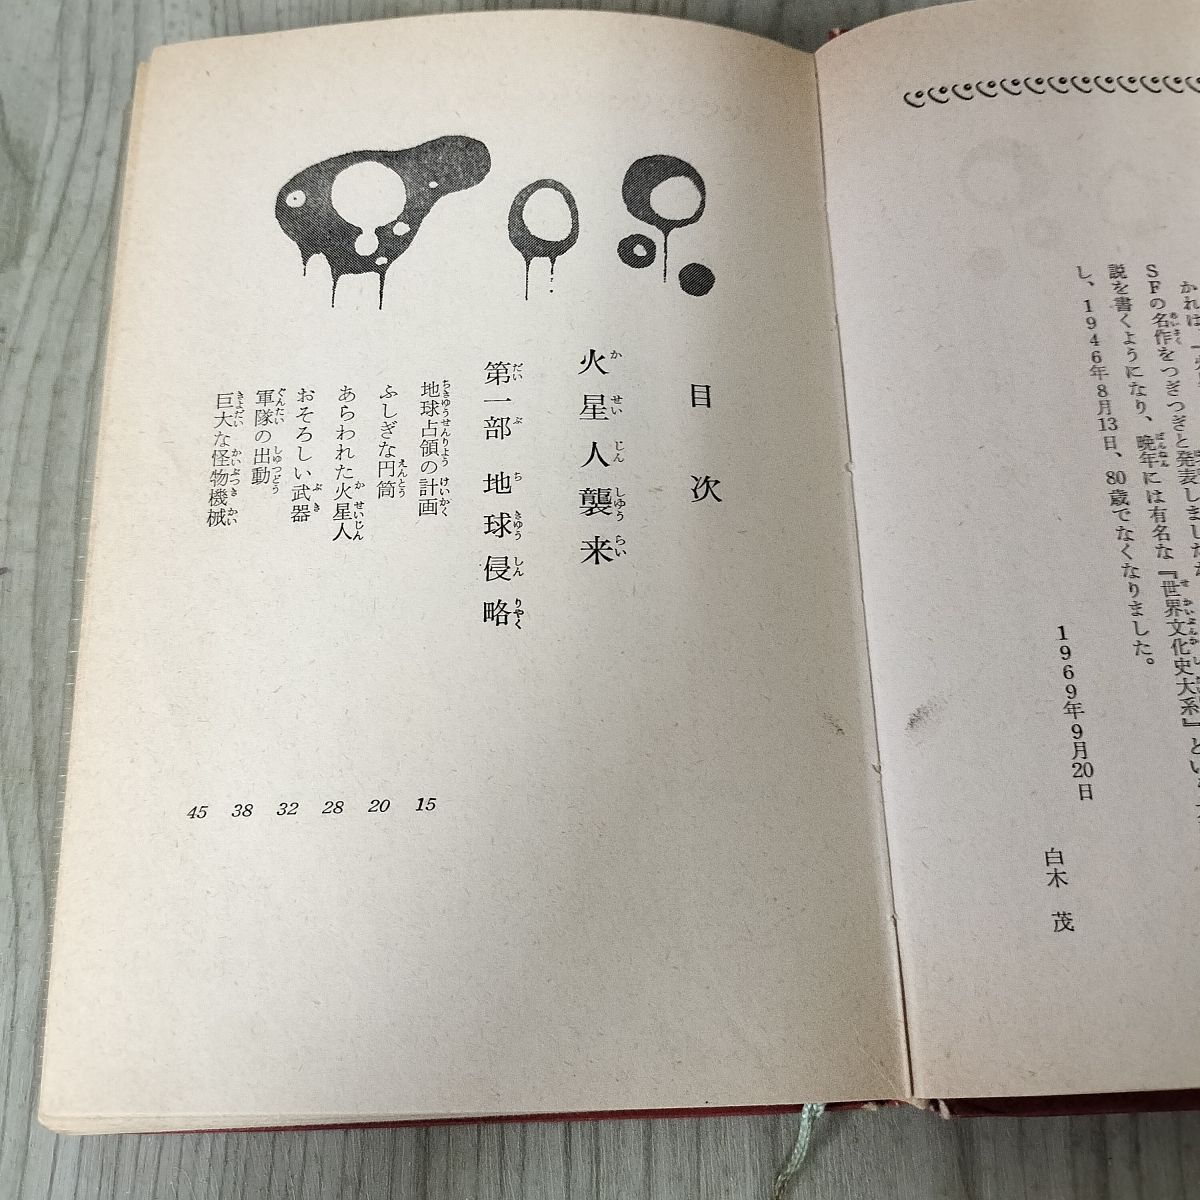 かれは
SFの名作をつぎつぎと発表しましたが
説を書くようになり、晩年には有名な『世界文化史大系』とい
し、1946年8月13日、80歳でなくなりました。
1969年9月20日
白木 茂
目次
火星人襲来
第一部 地球侵略
地球占領の計画 15
ふしぎな円筒 20
あらわれた火星人 28
おそろしい武器 32
軍隊の出動 38
巨大な怪物機械 45